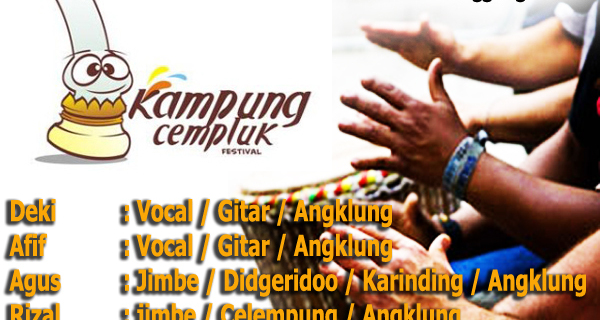 Kampung
cempluk
FESTIVAL
Deki : Vocal / Gitar / Angklung
Afif : Vocal / Gitar / Angklung
Agus : Jimbe / Didgeridoo / Karinding / Angklung
Rizal : jimbe / Celempung / Angklung